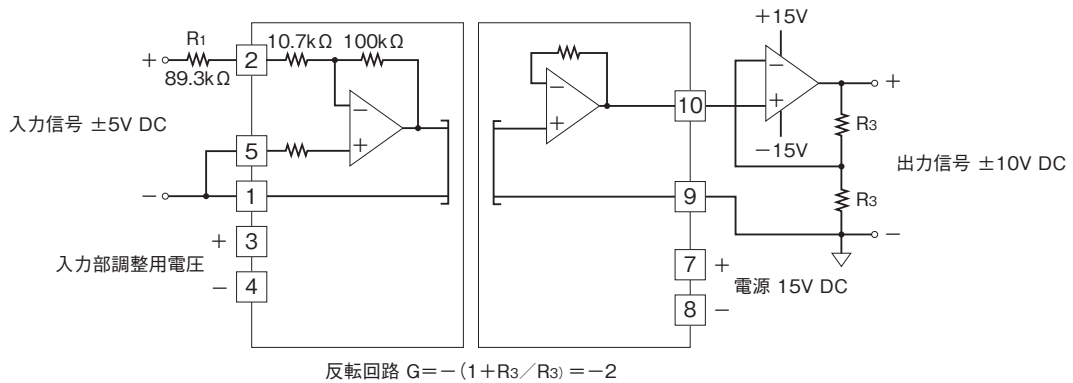 +15V
R1
10.7kΩ
100kΩ
+
2
89.3kΩ
−
+
−
+
10
−
+
+
入力信号 ±5V DC
−15V
R3
5
出力信号 ±10V DC
−
1
9
R3
−
+
3
入力部調整用電圧
7
+
−
4
電源 15V DC
8
−
反転回路 G=−(1+R3/R3)=−2